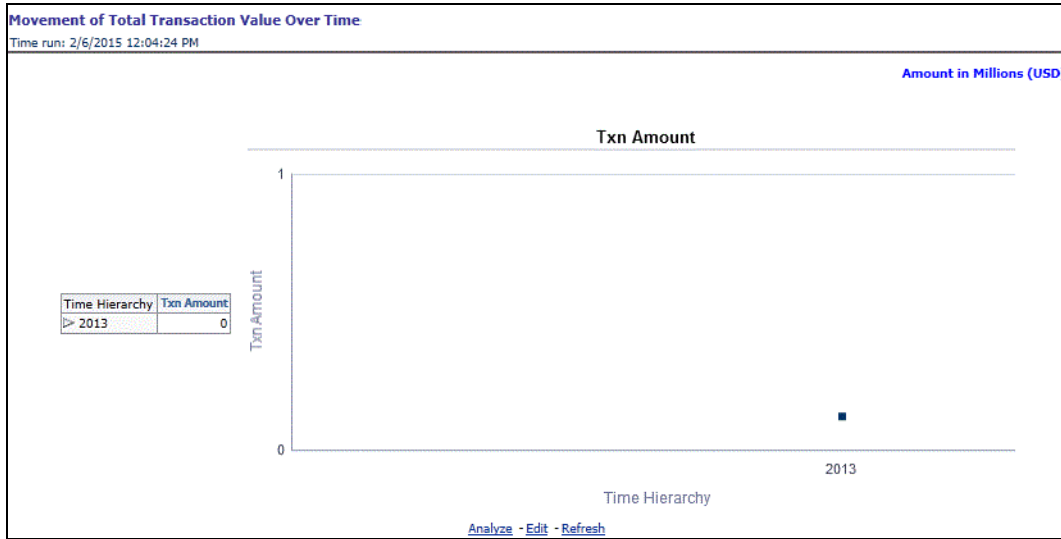 Movement of Total Transaction Value Over Time
Time run: 2/6/2015 12:04:24 PM
Amount in Millions (USD
Txn Amount
1
Txn Amount
Time Hierarchy Txn Amount
2013 0
0
2013
Time Hierarchy
Analyze - Edit - Refresh